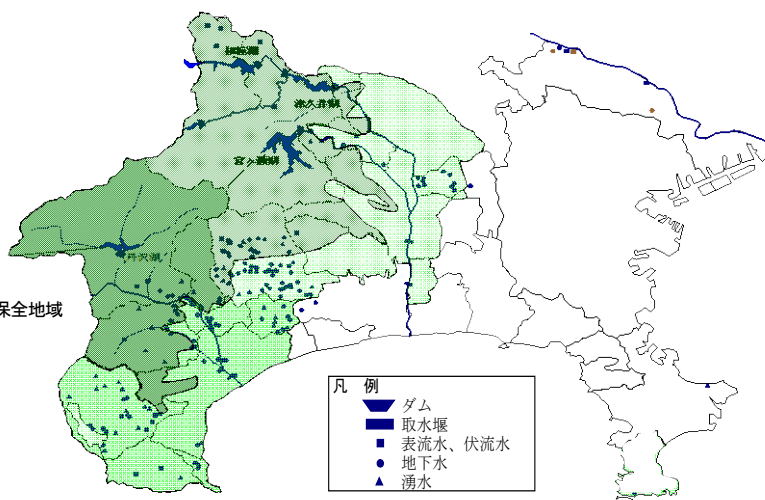 相模湖
津久井湖
宮ヶ瀬湖
丹沢湖
保全地域
凡 例
ダム
取水堰
表流水、伏流水
地下水
湧水